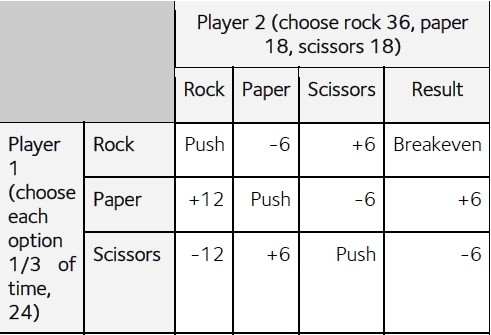 Player 2 (choose rock 36, paper
18, scissors 18)
Rock Paper Scissors Result
Player
1
(choose
each
option
1/3 of
time,
24)
Rock Push -6 +6 Breakeven
Paper +12 Push -6 +6
Scissors -12 +6 Push -6